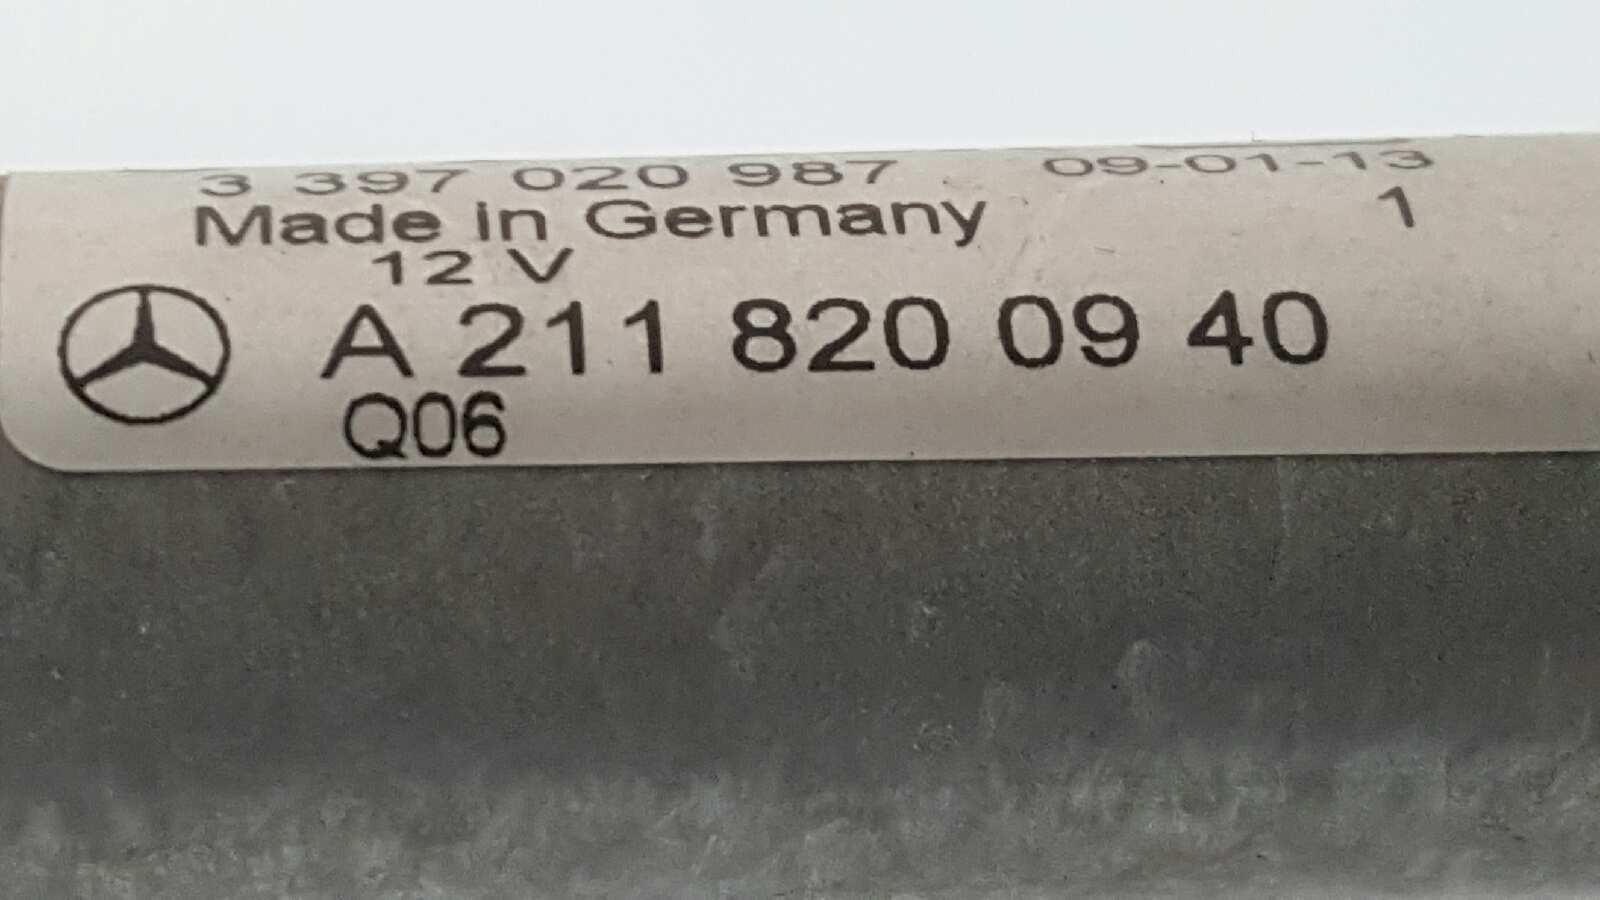 3 397 020 987 09-01-13
Made in Germany 1
12 V
A 211 820 09 40
Q06